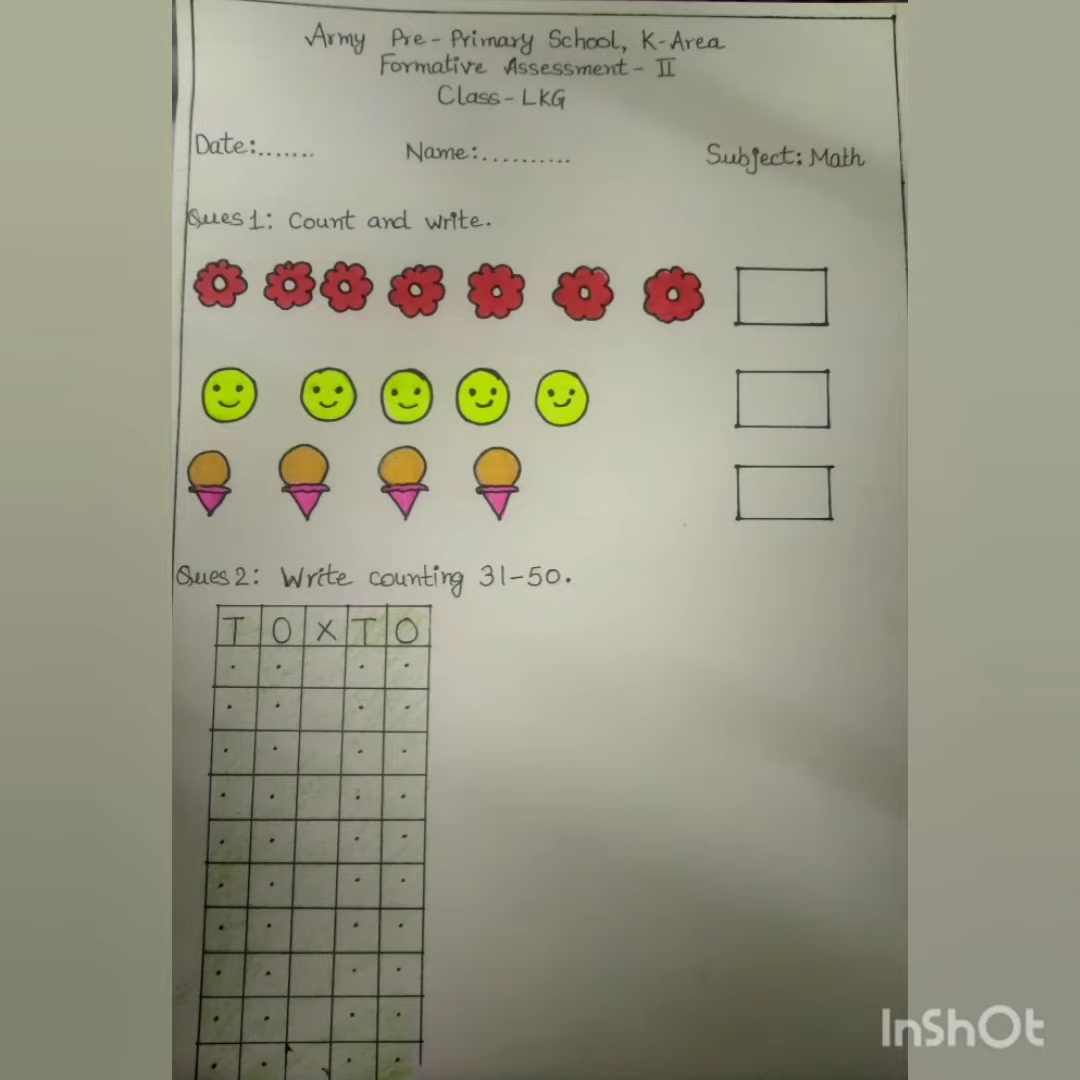 Army Pre-Primary School, K-Area
Formative Assessment-II
Class-LKG
Date:....... Name:.......... Subject: Math
Ques 1: Count and write.
Ques 2: Write counting 31-50.
T O X T O
InShOt